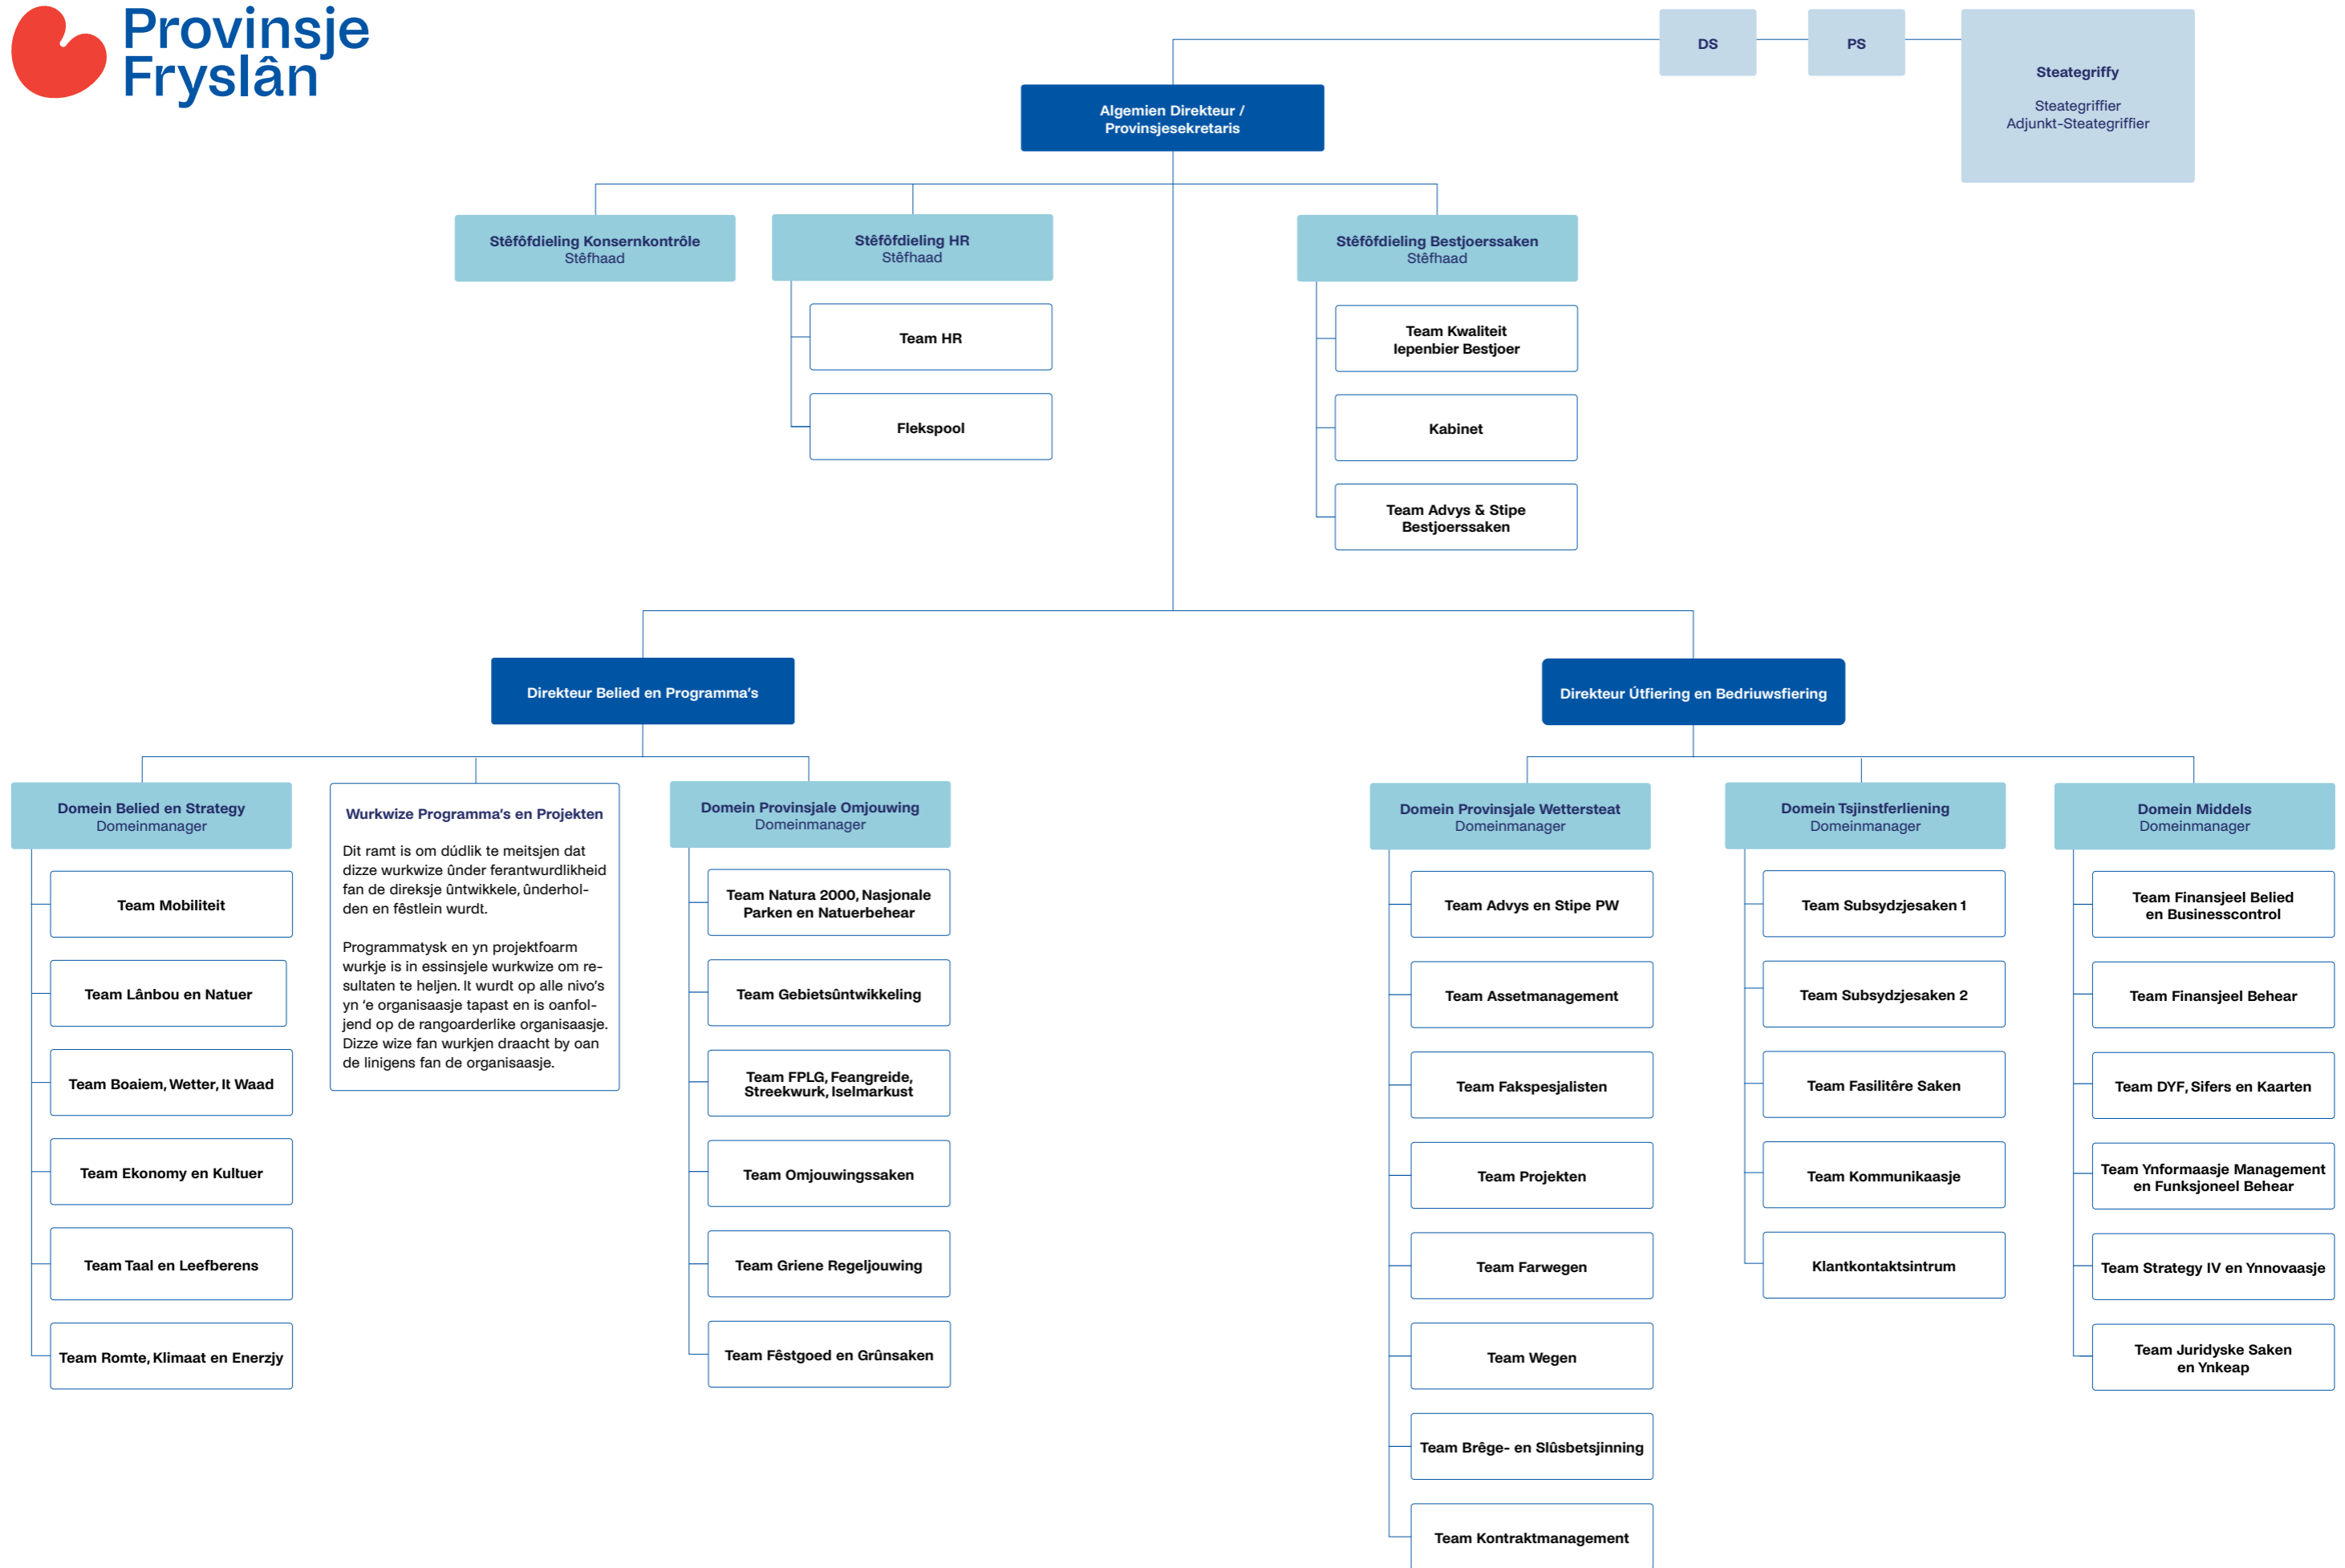 Provinsje
Fryslân
DS
PS
Steategriffy
Steategriffier
Adjunkt-Steategriffier
Algemien Direkteur /
Provinsjesekretaris
Stêfôfdieling Konsernkontrôle
Stêfhaad
Stêfôfdieling HR
Stêfhaad
Stêfôfdieling Bestjoerssaken
Stêfhaad
Team HR
Flekspool
Team Kwaliteit
Iepenbier Bestjoer
Kabinet
Team Advys & Stipe
Bestjoerssaken
Direkteur Belied en Programma's
Direkteur Útfiering en Bedriuwsfiering
Domein Belied en Strategy
Domeinmanager
Team Mobiliteit
Team Lânbou en Natuer
Team Boaiem, Wetter, It Waad
Team Ekonomy en Kultuer
Team Taal en Leefberens
Team Romte, Klimaat en Enerzjy
Wurkwize Programma's en Projekten
Dit ramt is om dúdlik te meitsjen dat
dizze wurkwize ûnder ferantwurdlikheid
fan de direksje ûntwikkele, ûnderhol-
den en fêstlein wurdt.
Programmatysk en yn projektfoarm
wurkje is in essinsjele wurkwize om re-
sultaten te heljen. It wurdt op alle nivo's
yn 'e organisaasje tapast en is oanfol-
jend op de rangoarderlike organisaasje.
Dizze wize fan wurkjen draacht by oan
de linigens fan de organisaasje.
Domein Provinsjale Omjouwing
Domeinmanager
Team Natura 2000, Nasjonale
Parken en Natuerbehear
Team Gebietsûntwikkeling
Team FPLG, Feangreide,
Streekwurk, Iselmarkust
Team Omjouwingssaken
Team Griene Regeljouwing
Team Fêstgoed en Grûnsaken
Domein Provinsjale Wettersteat
Domeinmanager
Team Advys en Stipe PW
Team Assetmanagement
Team Fakspesjalisten
Team Projekten
Team Farwegen
Team Wegen
Team Brêge- en Slûsbetsjinning
Team Kontraktmanagement
Domein Tsjinstferliening
Domeinmanager
Team Subsydzjesaken 1
Team Subsydzjesaken 2
Team Fasilitêre Saken
Team Kommunikaasje
Klantkontaktsintrum
Domein Middels
Domeinmanager
Team Finansjeel Belied
en Businesscontrol
Team Finansjeel Behear
Team DYF, Sifers en Kaarten
Team Ynformaasje Management
en Funksjoneel Behear
Team Strategy IV en Ynnovaasje
Team Juridyske Saken
en Ynkeap